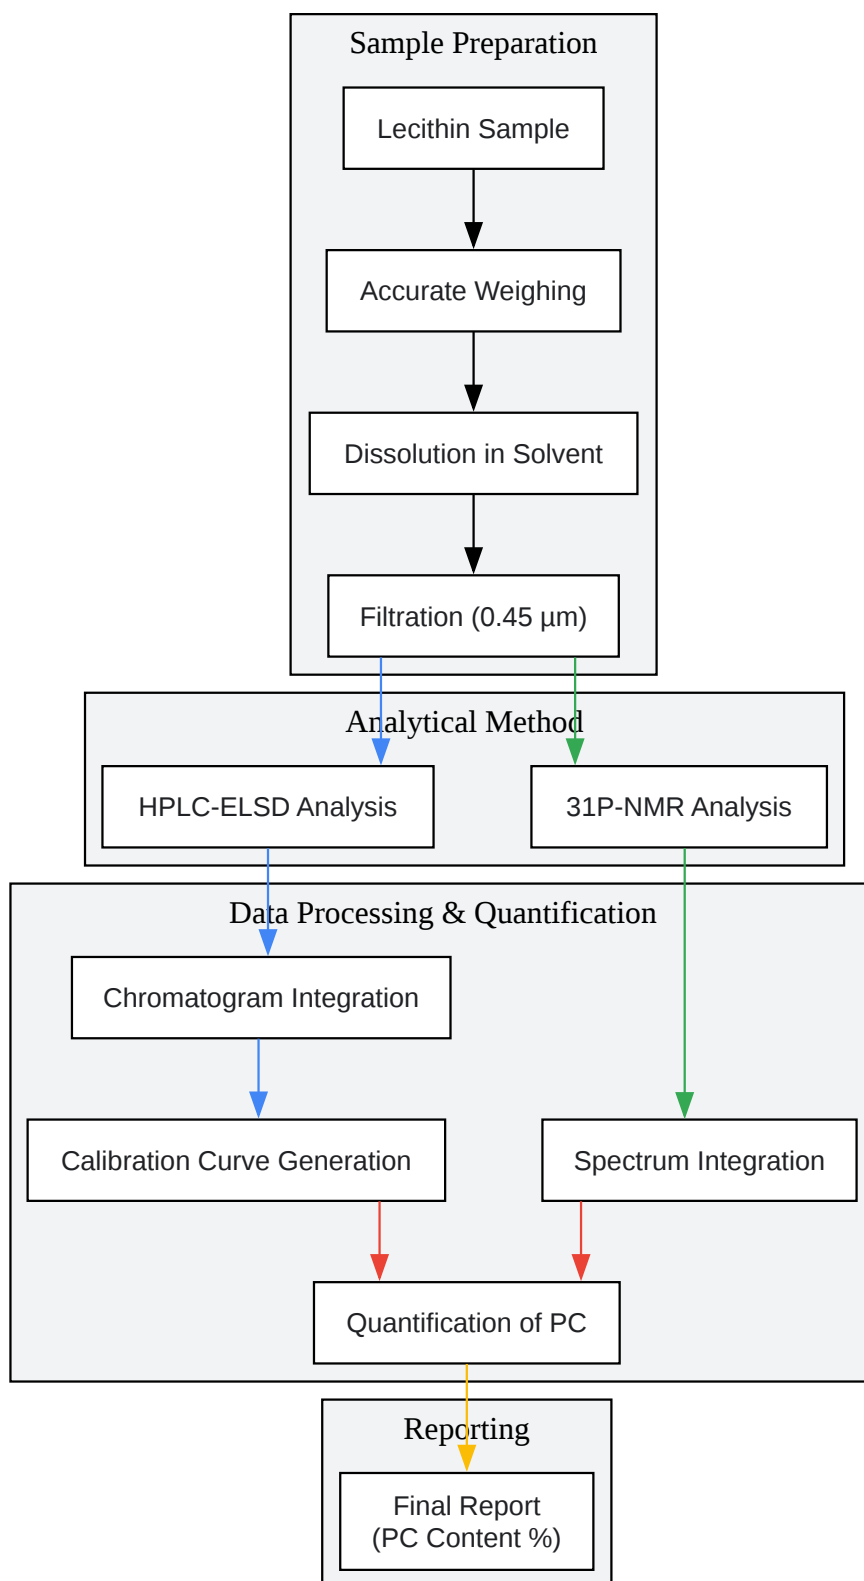 Sample Preparation
Lecithin Sample
Accurate Weighing
Dissolution in Solvent
Filtration (0.45 µm)
Analytical Method
HPLC-ELSD Analysis
31P-NMR Analysis
Data Processing & Quantification
Chromatogram Integration
Calibration Curve Generation
Spectrum Integration
Quantification of PC
Reporting
Final Report
(PC Content %)